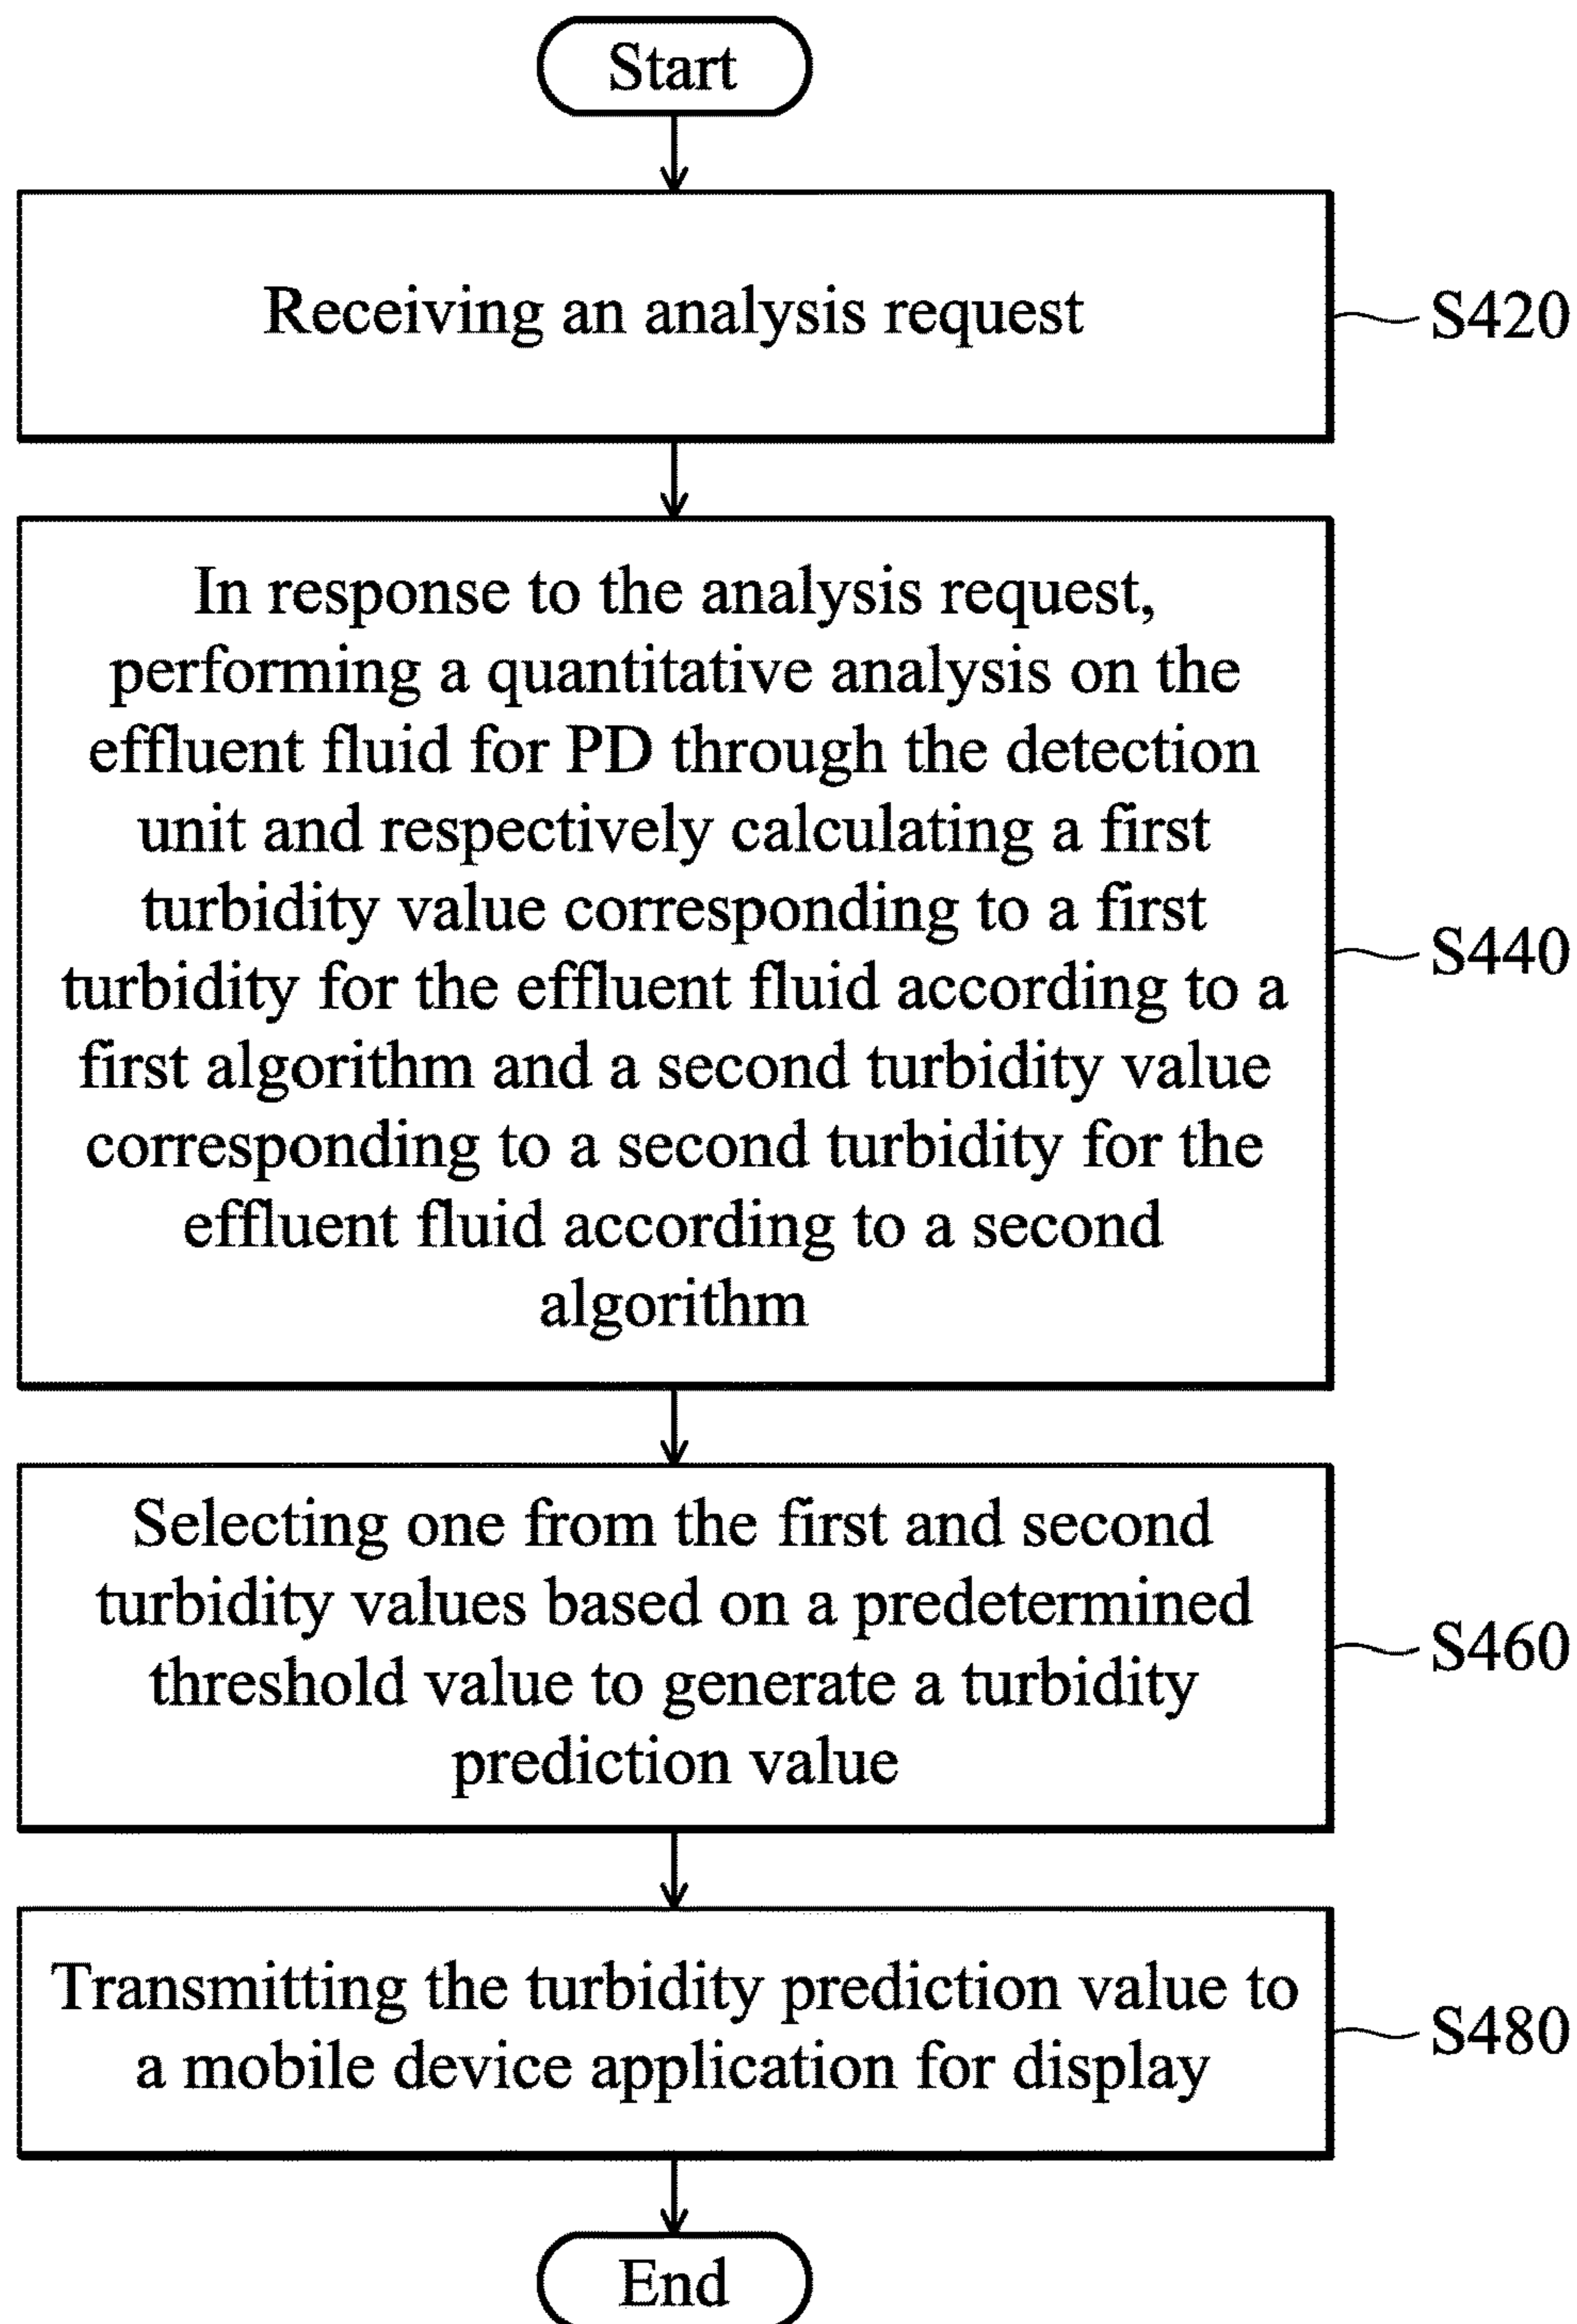 Start
Receiving an analysis request
S420
In response to the analysis request,
performing a quantitative analysis on the
effluent fluid for PD through the detection
unit and respectively calculating a first
turbidity value corresponding to a first
turbidity for the effluent fluid according to a
first algorithm and a second turbidity value
corresponding to a second turbidity for the
effluent fluid according to a second
algorithm
S440
Selecting one from the first and second
turbidity values based on a predetermined
threshold value to generate a turbidity
prediction value
S460
Transmitting the turbidity prediction value to
a mobile device application for display
S480
End